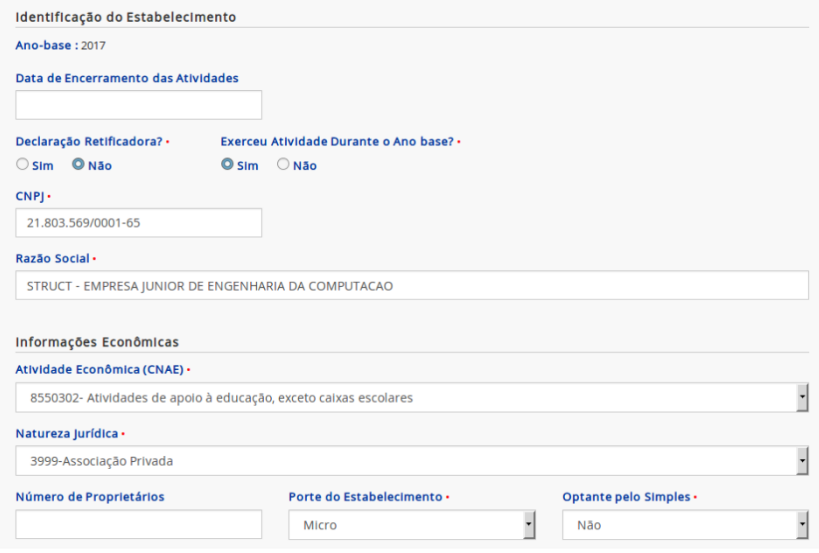 Identificação do Estabelecimento
Ano-base : 2017
Data de Encerramento das Atividades
Declaração Retificadora? • Exerceu Atividade Durante o Ano base? •
Sim Não Sim Não
CNPJ •
21.803.569/0001-65
Razão Social •
STRUCT - EMPRESA JUNIOR DE ENGENHARIA DA COMPUTACAO
Informações Econômicas
Atividade Econômica (CNAE) •
8550302- Atividades de apoio à educação, exceto caixas escolares
Natureza Jurídica •
3999-Associação Privada
Número de Proprietários Porte do Estabelecimento • Optante pelo Simples •
Micro Não